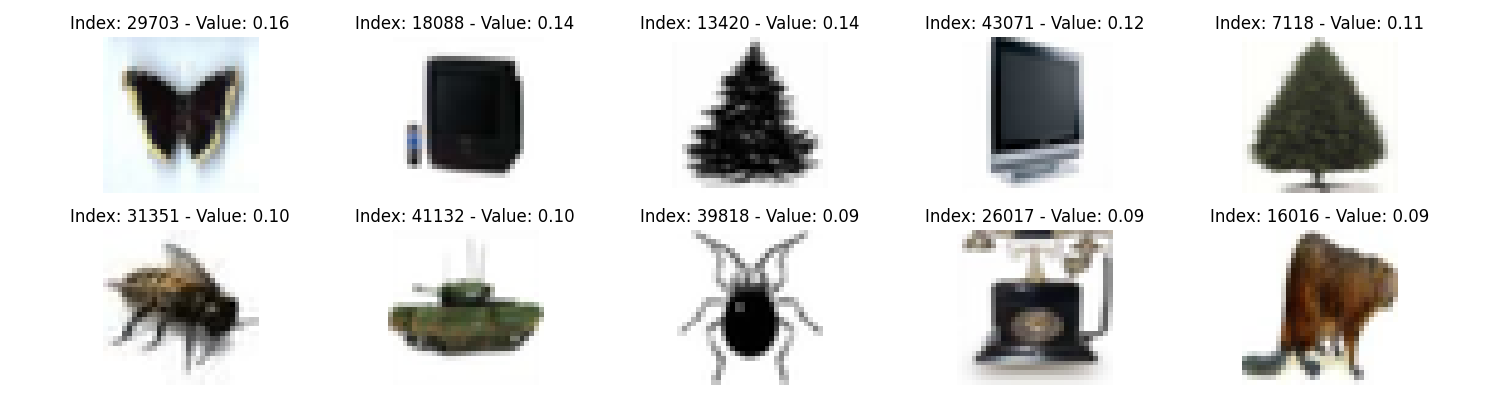 Index: 29703 - Value: 0.16
Index: 18088 - Value: 0.14
Index: 13420 - Value: 0.14
Index: 43071 - Value: 0.12
Index: 7118 - Value: 0.11
Index: 31351 - Value: 0.10
Index: 41132 - Value: 0.10
Index: 39818 - Value: 0.09
Index: 26017 - Value: 0.09
Index: 16016 - Value: 0.09